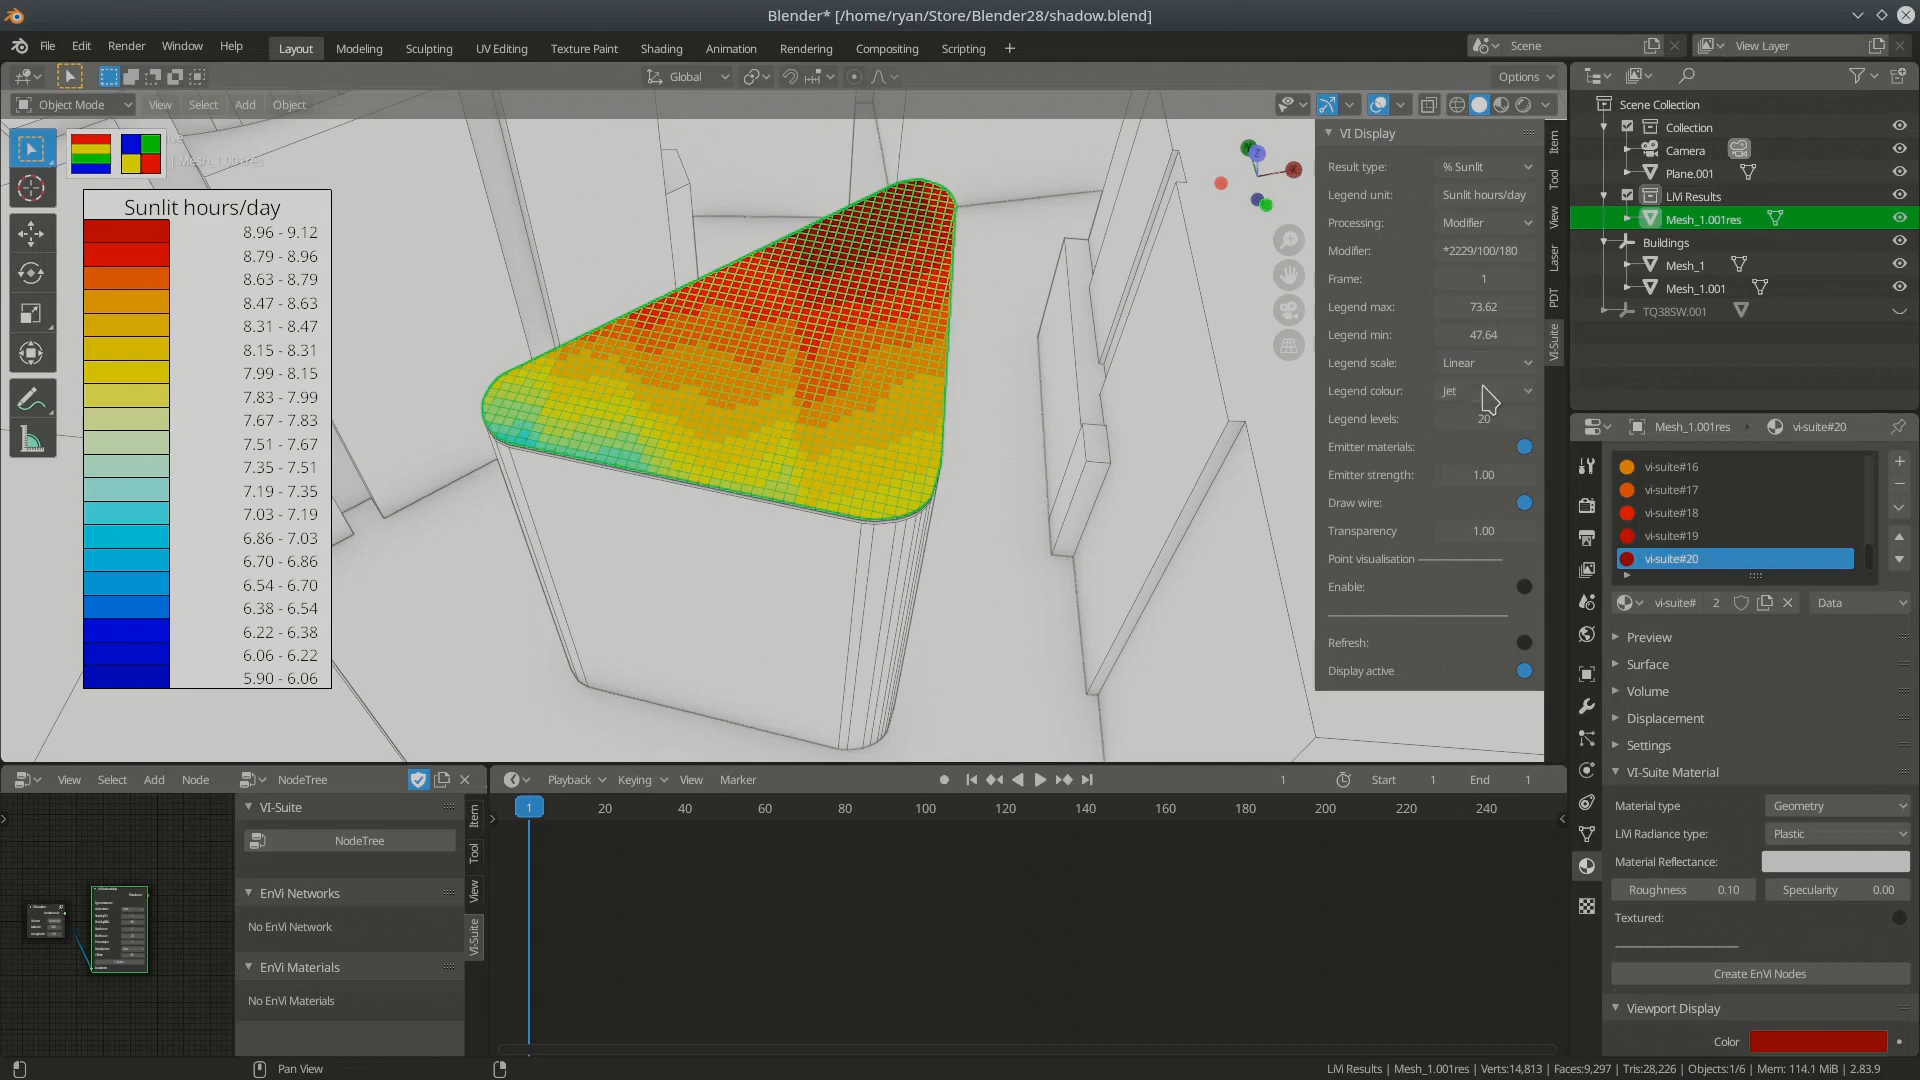 Blender* [/home/ryan/Store/Blender28/shadow.blend]
File Edit Render Window Help Layout Modeling Sculpting UV Editing Texture Paint Shading Animation Rendering Compositing Scripting + Scene View Layer
Global Options
Object Mode View Select Add Object
| Mesh_1.001res
Sunlit hours/day
8.96 - 9.12
8.79 - 8.96
8.63 - 8.79
8.47 - 8.63
8.31 - 8.47
8.15 - 8.31
7.99 - 8.15
7.83 - 7.99
7.67 - 7.83
7.51 - 7.67
7.35 - 7.51
7.19 - 7.35
7.03 - 7.19
6.86 - 7.03
6.70 - 6.86
6.54 - 6.70
6.38 - 6.54
6.22 - 6.38
6.06 - 6.22
5.90 - 6.06
Z
X
VI Display
Result type: % Sunlit
Legend unit: Sunlit hours/day
Processing: Modifier
Modifier: *2229/100/180
Frame: 1
Legend max: 73.62
Legend min: 47.64
Legend scale: Linear
Legend colour: Jet
Legend levels: 20
Emitter materials:
Emitter strength: 1.00
Draw wire:
Transparency 1.00
Point visualisation
Enable:
Refresh:
Display active
Item
Tool
View
Laser
PDT
VI-Suite
Scene Collection
Collection
Camera
Plane.001
LiVi Results
Mesh_1.001res
Buildings
Mesh_1
Mesh_1.001
TQ38SW.001
Mesh_1.001res vi-suite#20
vi-suite#16
vi-suite#17
vi-suite#18
vi-suite#19
vi-suite#20
vi-suite# 2 Data
Preview
Surface
Volume
Displacement
Settings
VI-Suite Material
Material type Geometry
LiVi Radiance type: Plastic
Material Reflectance:
Roughness 0.10 Specularity 0.00
Textured:
Create EnVi Nodes
Viewport Display
Color
View Select Add Node NodeTree
VI-Suite
NodeTree
EnVi Networks
No EnVi Network
EnVi Materials
No EnVi Materials
Item
Tool
View
VI-Suite
Playback Keying View Marker 1 Start 1 End 1
1 20 40 60 80 100 120 140 160 180 200 220 240
Pan View
LiVi Results | Mesh_1.001res | Verts:14,813 | Faces:9,297 | Tris:28,226 | Objects:1/6 | Mem: 114.1 MiB | 2.83.9